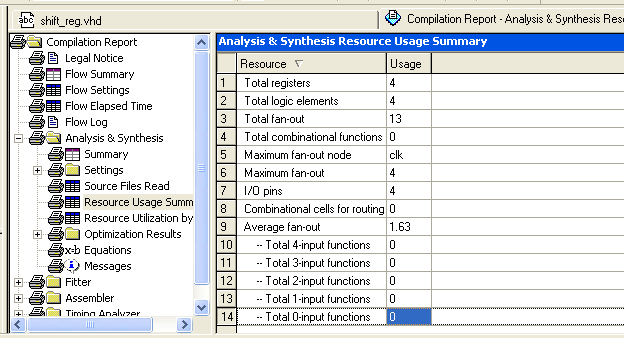 shift_reg.vhd
Compilation Report - Analysis & Synthesis Reso
Compilation Report
Legal Notice
Flow Summary
Flow Settings
Flow Elapsed Time
Flow Log
Analysis & Synthesis
Summary
Settings
Source Files Read
Resource Usage Summ
Resource Utilization by
Optimization Results
Equations
Messages
Fitter
Assembler
Timing Analyzer
Analysis & Synthesis Resource Usage Summary
Resource Usage
1 Total registers 4
2 Total logic elements 4
3 Total fan-out 13
4 Total combinational functions 0
5 Maximum fan-out node clk
6 Maximum fan-out 4
7 I/O pins 4
8 Combinational cells for routing 0
9 Average fan-out 1.63
10 -- Total 4-input functions 0
11 -- Total 3-input functions 0
12 -- Total 2-input functions 0
13 -- Total 1-input functions 0
14 -- Total 0-input functions 0